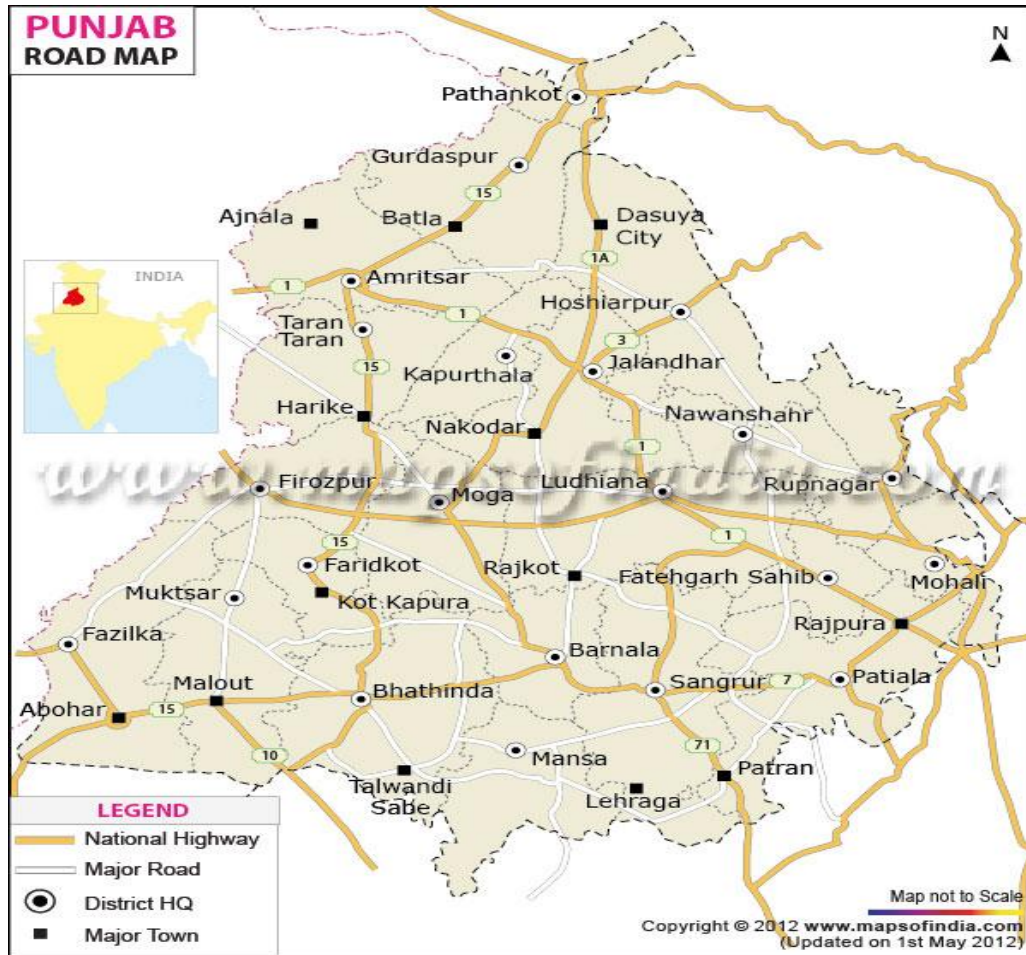 PUNJAB
ROAD MAP
N
Pathankot
Gurdaspur
15
Ajnala
Batla
Dasuya
City
1A
INDIA
1
Amritsar
Hoshiarpur
1
3
Taran
Taran
15
Kapurthala
Jalandhar
Harike
Nakodar
Nawanshahr
1
www.mapsofindia.com
Firozpur
Moga
Ludhiana
Rupnagar
15
1
Faridkot
Rajkot
Fatehgarh Sahib
Mohali
Muktsar
Kot Kapura
Rajpura
Fazilka
Barnala
Malout
Bhathinda
Sangrur
7
Patiala
Abohar
15
10
71
Mansa
Patran
Talwandi
Sabe
Lehraga
LEGEND
National Highway
Major Road
District HQ
Major Town
Map not to Scale
Copyright © 2012 www.mapsofindia.com
(Updated on 1st May 2012)